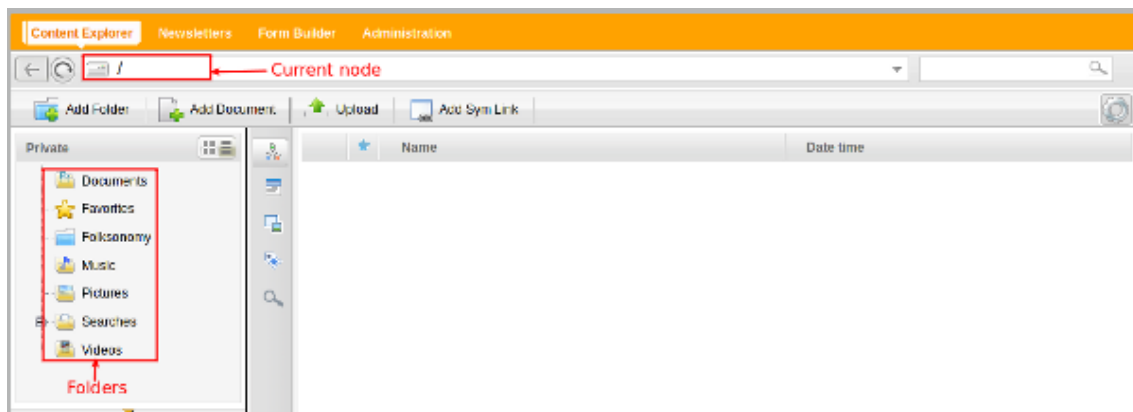 Content Explorer Newsletters Form Builder Administration
/ Current node
Add Folder Add Document Upload Add Sym Link
Private Name Date time
Documents
Favorites
Folksonomy
Music
Pictures
Searches
Videos
Folders